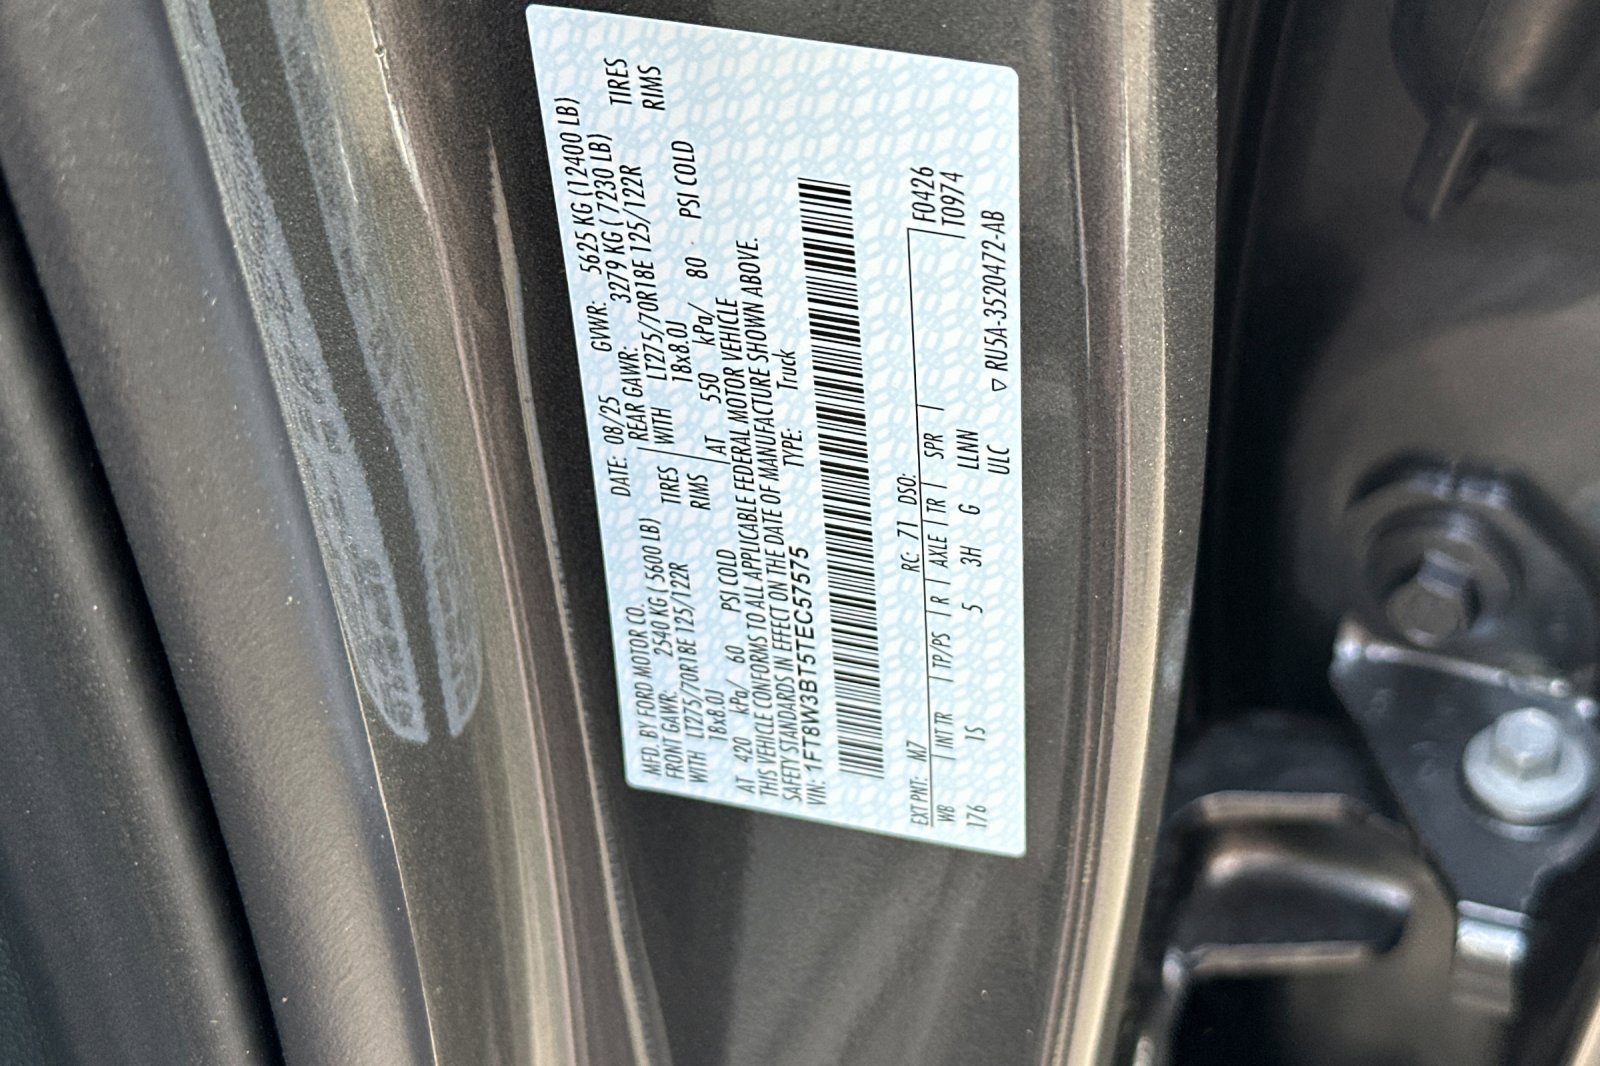 MFD. BY FORD MOTOR CO.
DATE: 08/25 GVWR: 5625 KG (12400 LB)
FRONT GAWR: 2540 KG ( 5600 LB) REAR GAWR: 3279 KG ( 7230 LB)
WITH LT275/70R18E 125/122R TIRES WITH LT275/70R18E 125/122R TIRES
18x8.0J RIMS 18x8.0J RIMS
AT 420 kPa/ 60 PSI COLD AT 550 kPa/ 80 PSI COLD
THIS VEHICLE CONFORMS TO ALL APPLICABLE FEDERAL MOTOR VEHICLE
SAFETY STANDARDS IN EFFECT ON THE DATE OF MANUFACTURE SHOWN ABOVE.
VIN: 1FT8W3BT5TEC57575 TYPE: Truck
EXT PNT: M7 RC: 71 DSO: F0426
WB INT TR TP/PS R AXLE TR SPR T0974
176 1S 5 3H G LLNN
ULC ▽ RU5A-3520472-AB